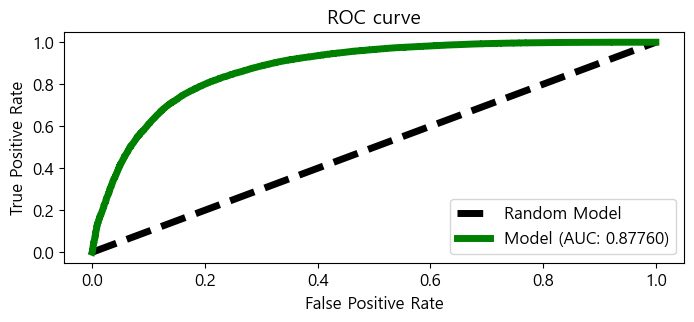 ROC curve
True Positive Rate
1.0
0.8
0.6
0.4
0.2
0.0
Random Model
Model (AUC: 0.87760)
0.0 0.2 0.4 0.6 0.8 1.0
False Positive Rate